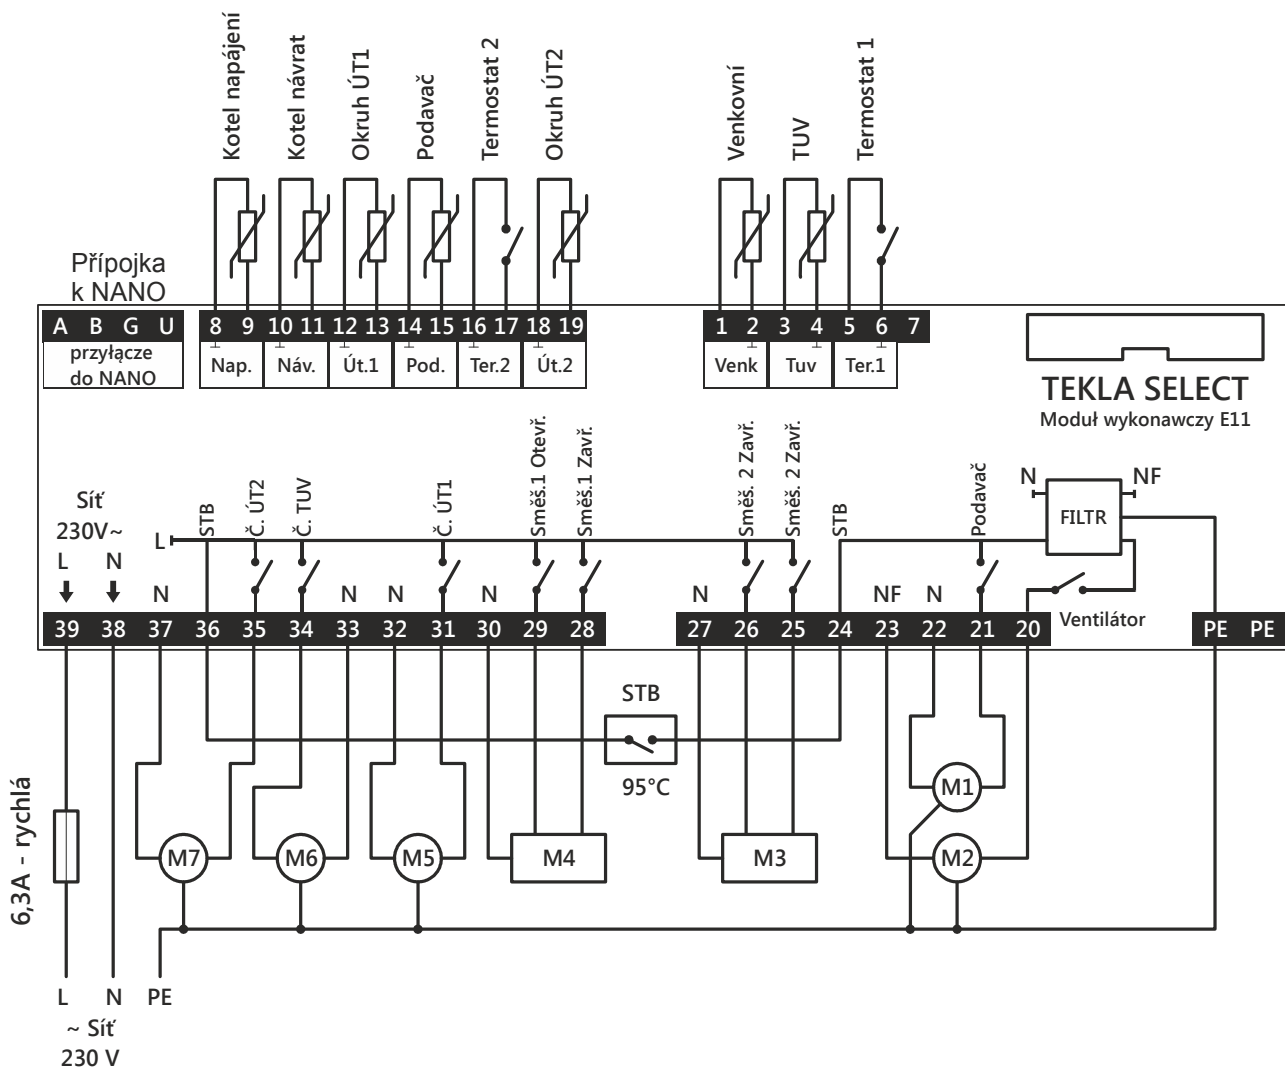 Kotel napájení
Kotel návrat
Okruh ÚT1
Podavač
Termostat 2
Okruh ÚT2
Venkovní
TUV
Termostat 1
Přípojka
k NANO
A B G U
8 9 10 11 12 13 14 15 16 17 18 19
1 2 3 4 5 6 7
przyłącze
do NANO
Nap. Náv. Út.1 Pod. Ter.2 Út.2
Venk Tuv Ter.1
TEKLA SELECT
Moduł wykonawczy E11
Síť
230V~
L N
L
STB
Č. ÚT2
Č. TUV
Č. ÚT1
Směš.1 Otevř.
Směš.1 Zavř.
Směš. 2 Zavř.
Směš. 2 Zavř.
STB
Podavač
N NF
FILTR
N N N N N NF N
Ventilátor
39 38 37 36 35 34 33 32 31 30 29 28
27 26 25 24 23 22 21 20
PE PE
STB
95°C
6,3A - rychlá
M1
M7 M6 M5 M4 M3 M2
L N PE
~ Síť
230 V